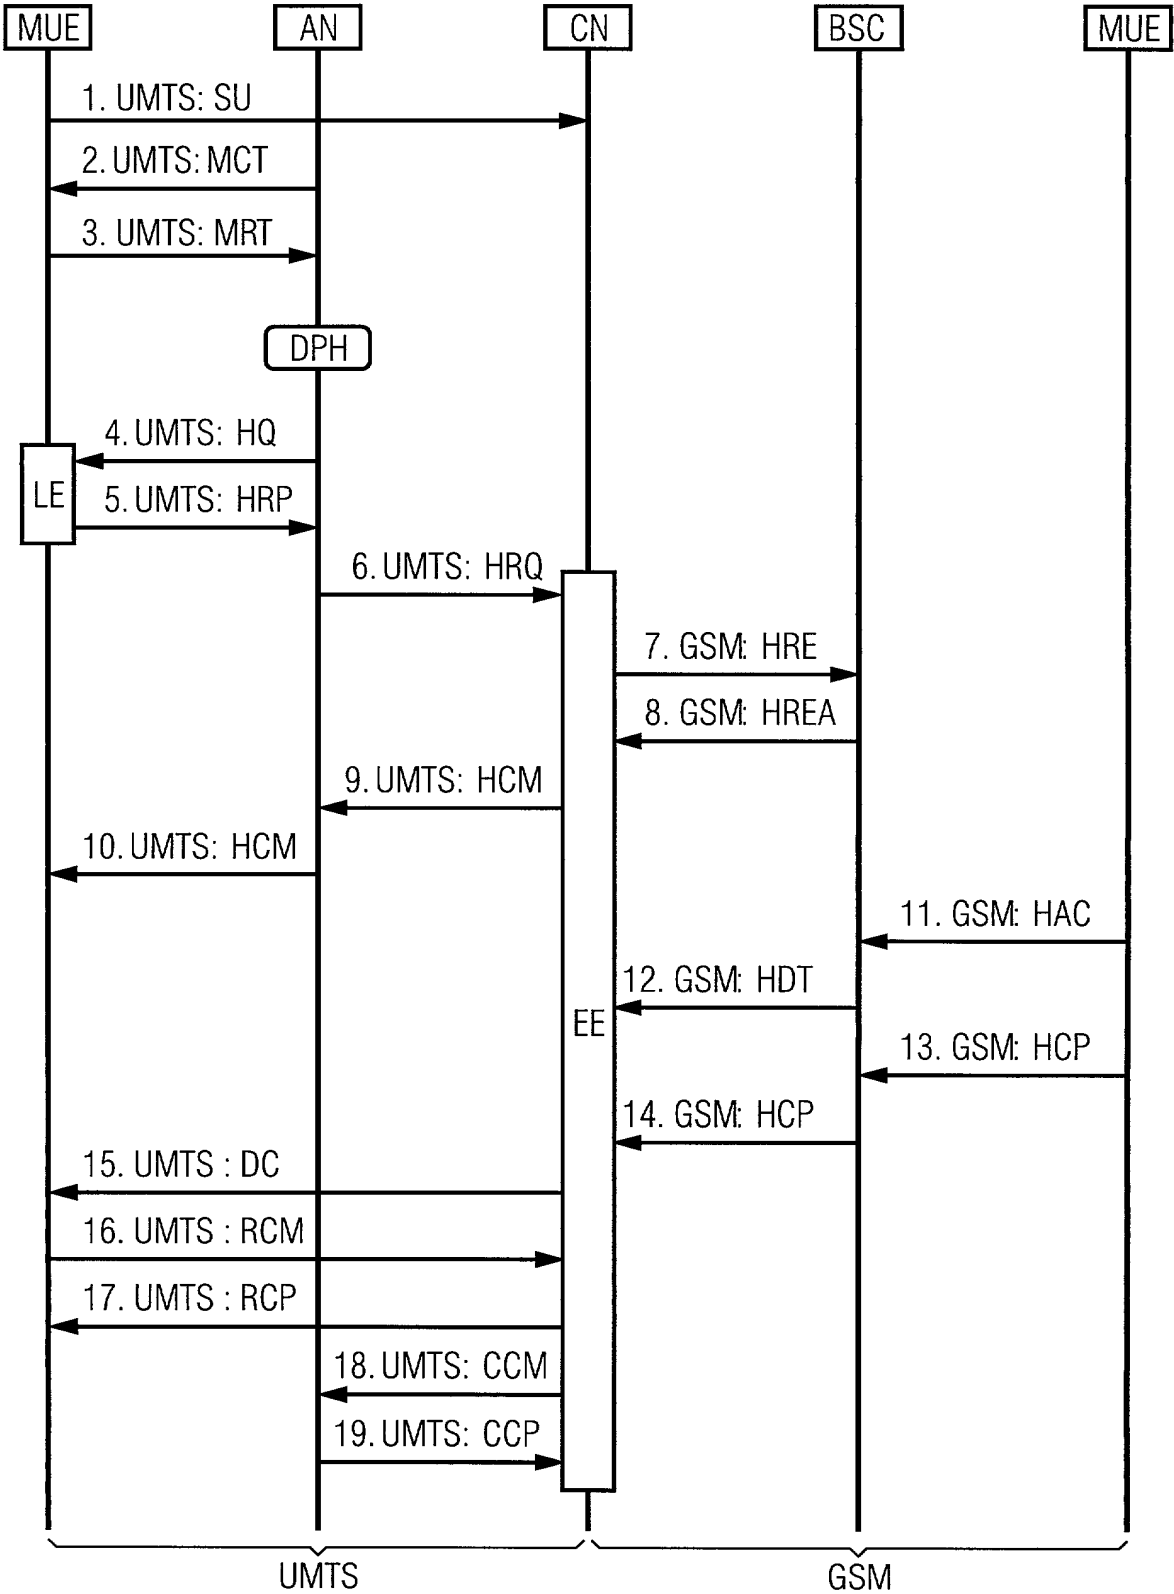 MUE AN CN BSC MUE
1. UMTS: SU
2. UMTS: MCT
3. UMTS: MRT
DPH
4. UMTS: HQ
LE
5. UMTS: HRP
6. UMTS: HRQ
7. GSM: HRE
8. GSM: HREA
9. UMTS: HCM
10. UMTS: HCM
11. GSM: HAC
12. GSM: HDT
EE
13. GSM: HCP
14. GSM: HCP
15. UMTS : DC
16. UMTS : RCM
17. UMTS : RCP
18. UMTS: CCM
19. UMTS: CCP
UMTS GSM